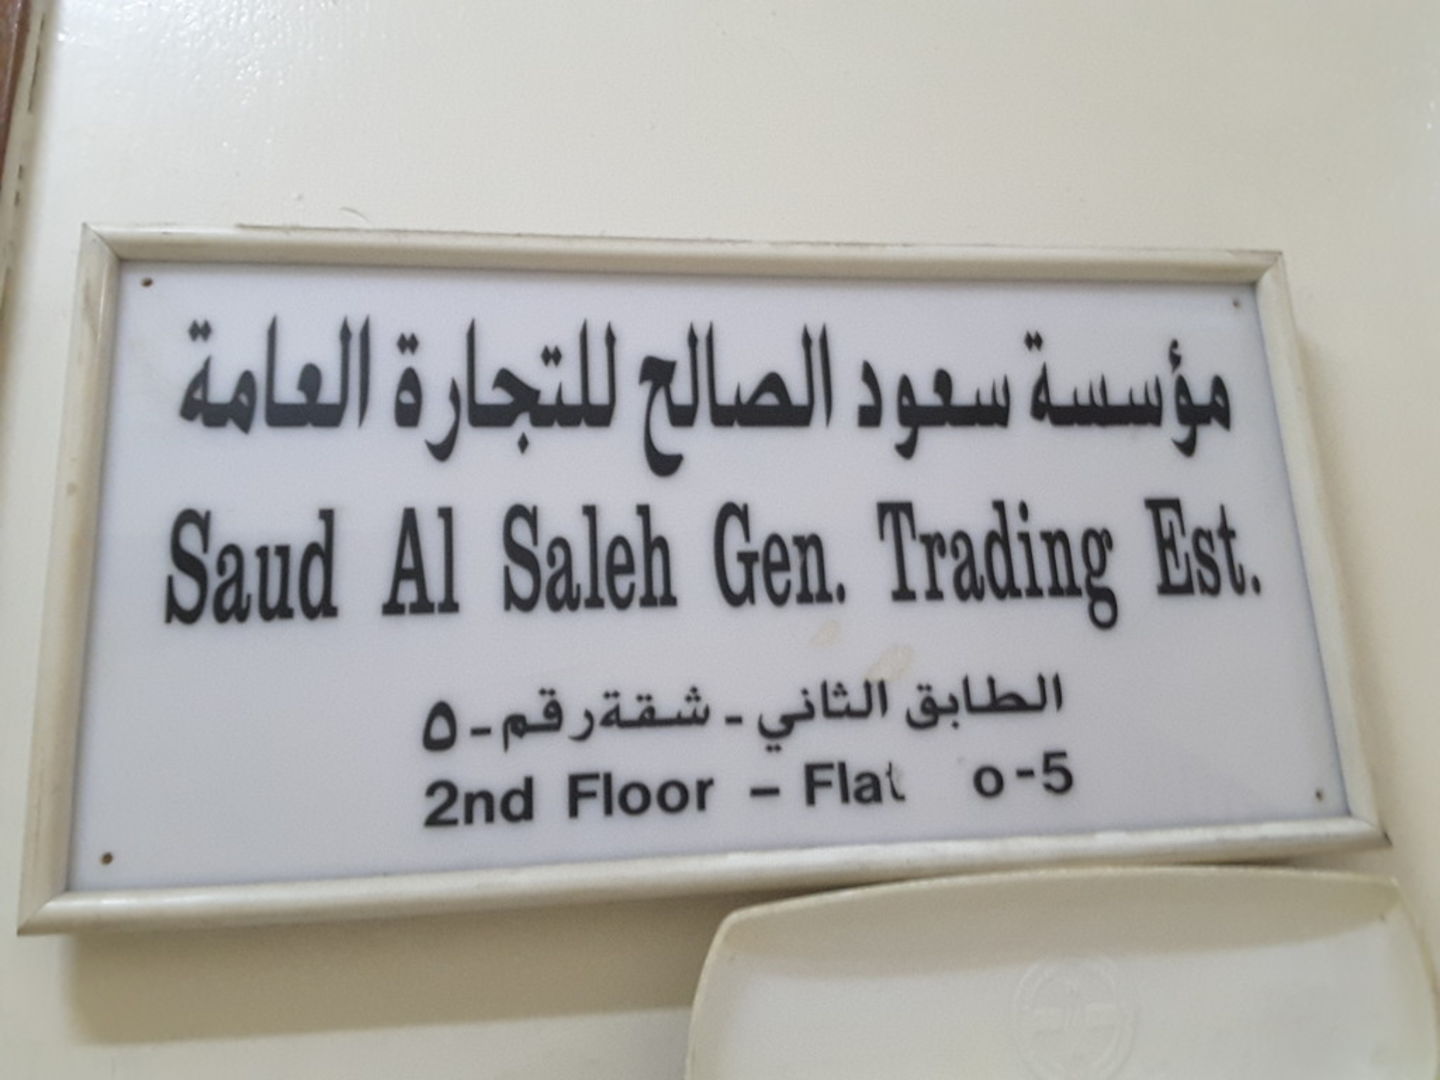 مؤسسة سعود الصالح للتجارة العامة
Saud Al Saleh Gen. Trading Est.
الطابق الثاني - شقة رقم - ٥
2nd Floor – Flat o-5